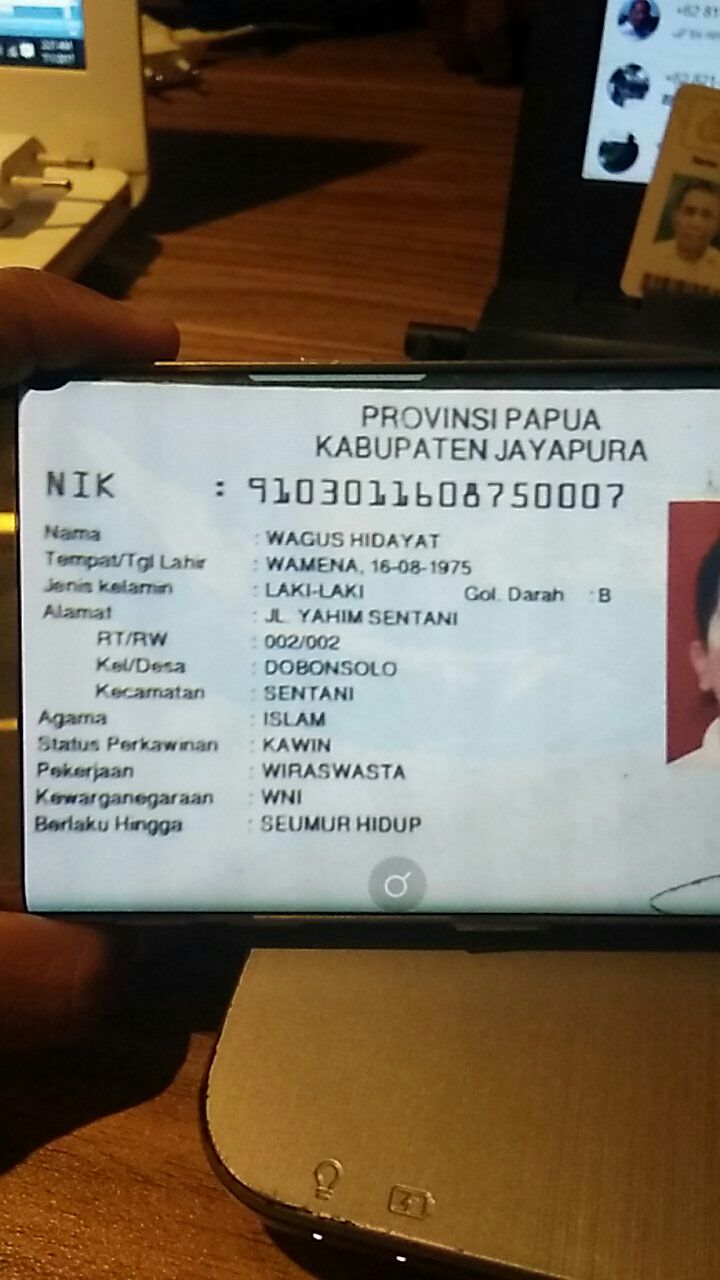 PROVINSI PAPUA
KABUPATEN JAYAPURA
NIK : 9103011608750007
Nama : WAGUS HIDAYAT
Tempat/Tgl Lahir : WAMENA, 16-08-1975
Jenis kelamin : LAKI-LAKI Gol. Darah : B
Alamat : JL. YAHIM SENTANI
RT/RW : 002/002
Kel/Desa : DOBONSOLO
Kecamatan : SENTANI
Agama : ISLAM
Status Perkawinan : KAWIN
Pekerjaan : WIRASWASTA
Kewarganegaraan : WNI
Berlaku Hingga : SEUMUR HIDUP